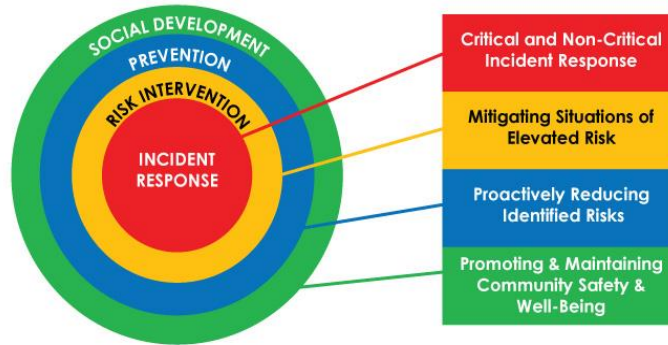 SOCIAL DEVELOPMENT
PREVENTION
RISK INTERVENTION
INCIDENT
RESPONSE
Critical and Non-Critical
Incident Response
Mitigating Situations of
Elevated Risk
Proactively Reducing
Identified Risks
Promoting & Maintaining
Community Safety &
Well-Being